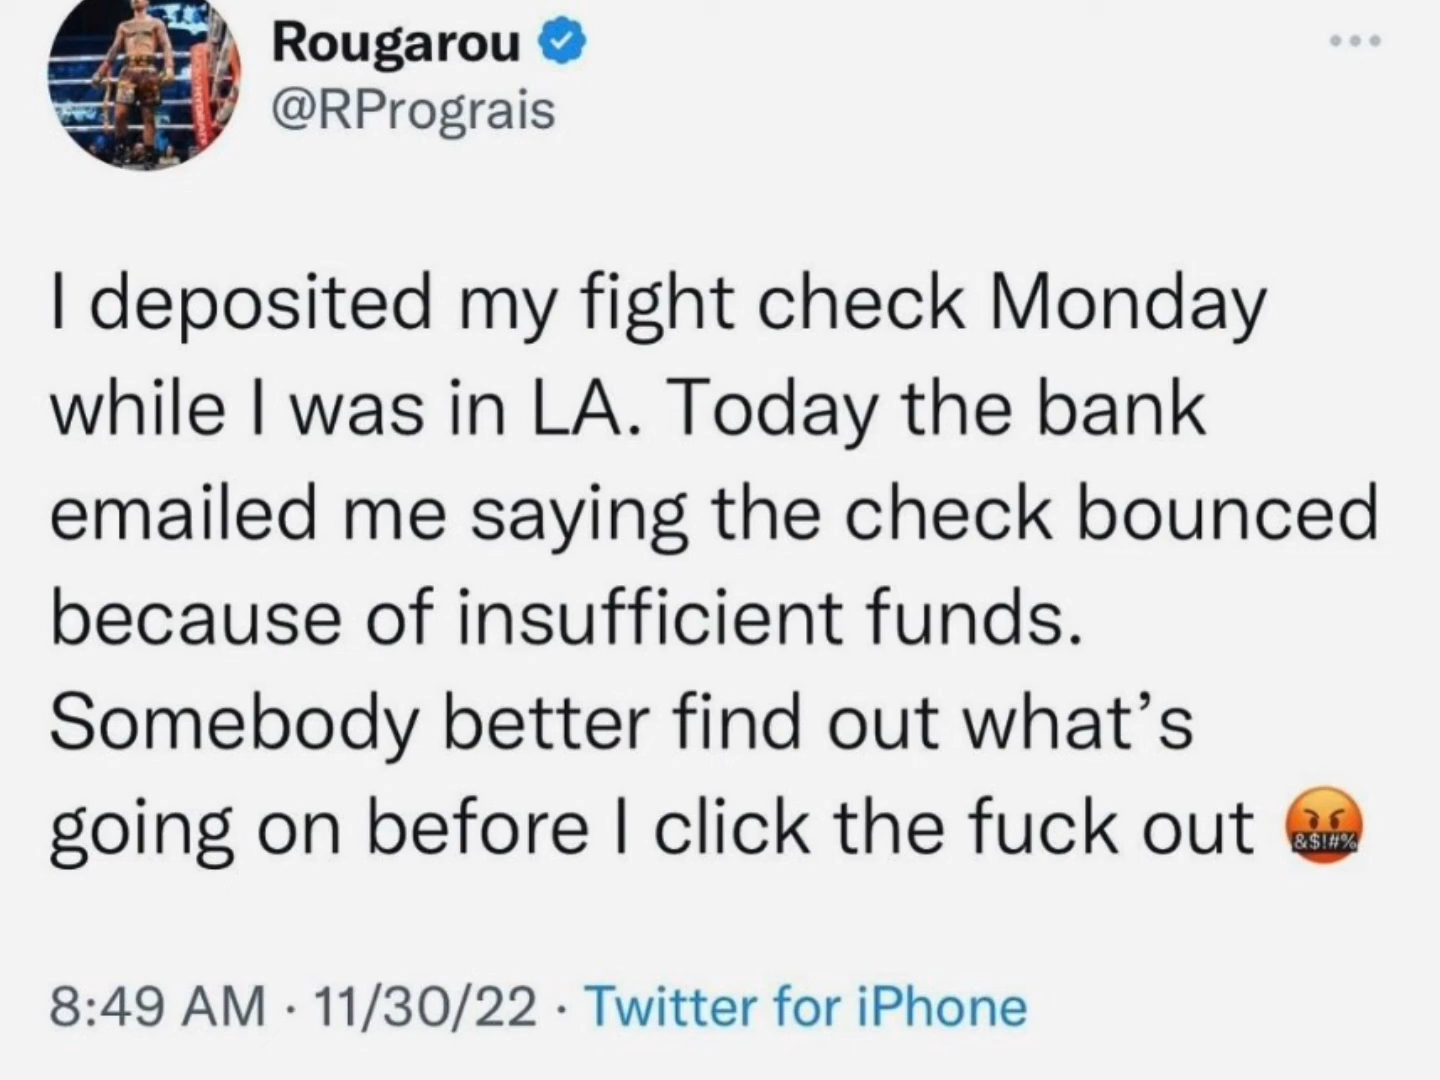 Rougarou
@RPrograis
I deposited my fight check Monday
while I was in LA. Today the bank
emailed me saying the check bounced
because of insufficient funds.
Somebody better find out what’s
going on before I click the fuck out 🤬
8:49 AM · 11/30/22 · Twitter for iPhone